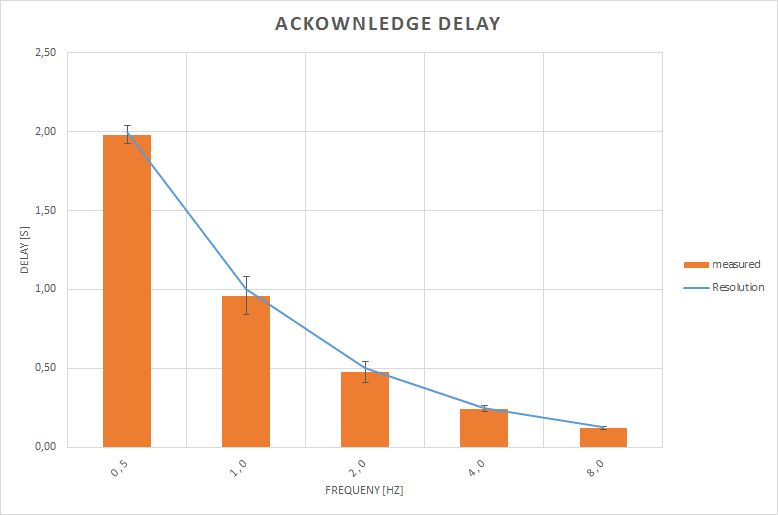 ACKOWNLEDGE DELAY
2,50
2,00
1,50
1,00
0,50
0,00
DELAY [S]
0,5
1,0
2,0
4,0
8,0
FREQUENY [HZ]
measured
Resolution